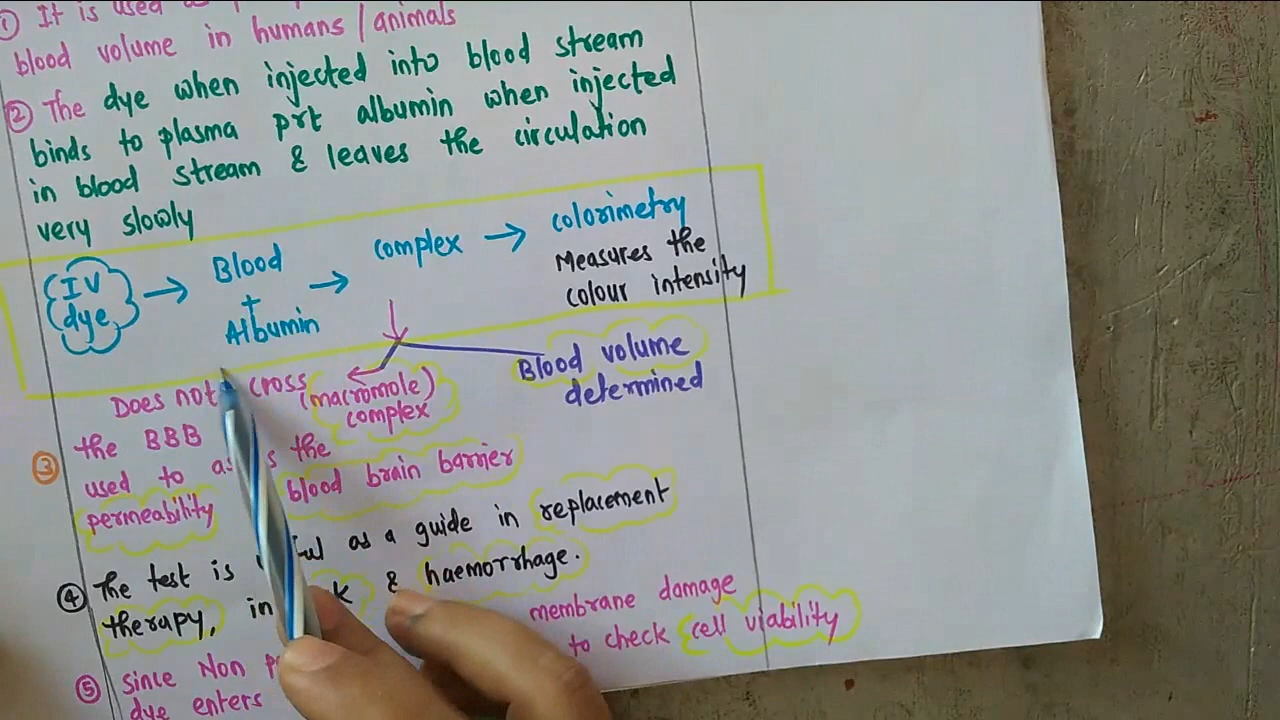 ① It is used
blood volume in humans / animals
② The dye when injected into blood stream
binds to plasma prt albumin when injected
in blood stream & leaves the circulation
very slowly
(IV dye) → Blood + Albumin → complex → colorimetry
Measures the
colour intensity
Blood volume
determined
Does not cross (macromole)
complex
the BBB
③ used to the
permeability blood brain barrier
④ The test is as a guide in replacement
therapy, in & haemorrhage.
⑤ since Non membrane damage
dye enters to check cell viability